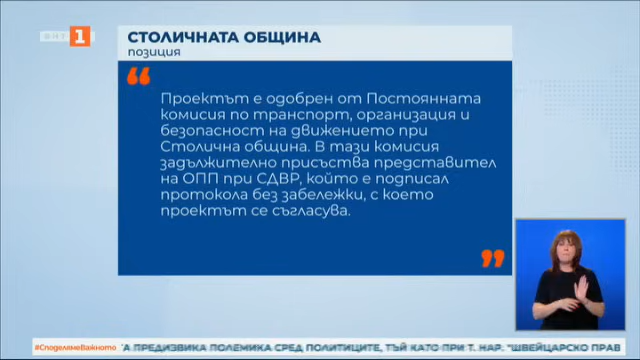 БНТ 1
СТОЛИЧНАТА ОБЩИНА
позиция
“
Проектът е одобрен от Постоянната
комисия по транспорт, организация и
безопасност на движението при
Столична община. В тази комисия
задължително присъства представител
на ОПП при СДВР, който е подписал
протокола без забележки, с което
проектът се съгласува.
”
#СподелянеВажното
А ПРЕДИЗВИКА ПОЛЕМИКА СРЕД ПОЛИТИЦИТЕ, ТЪЙ КАТО ПРИ Т. НАР. "ШВЕЙЦАРСКО ПРАВ